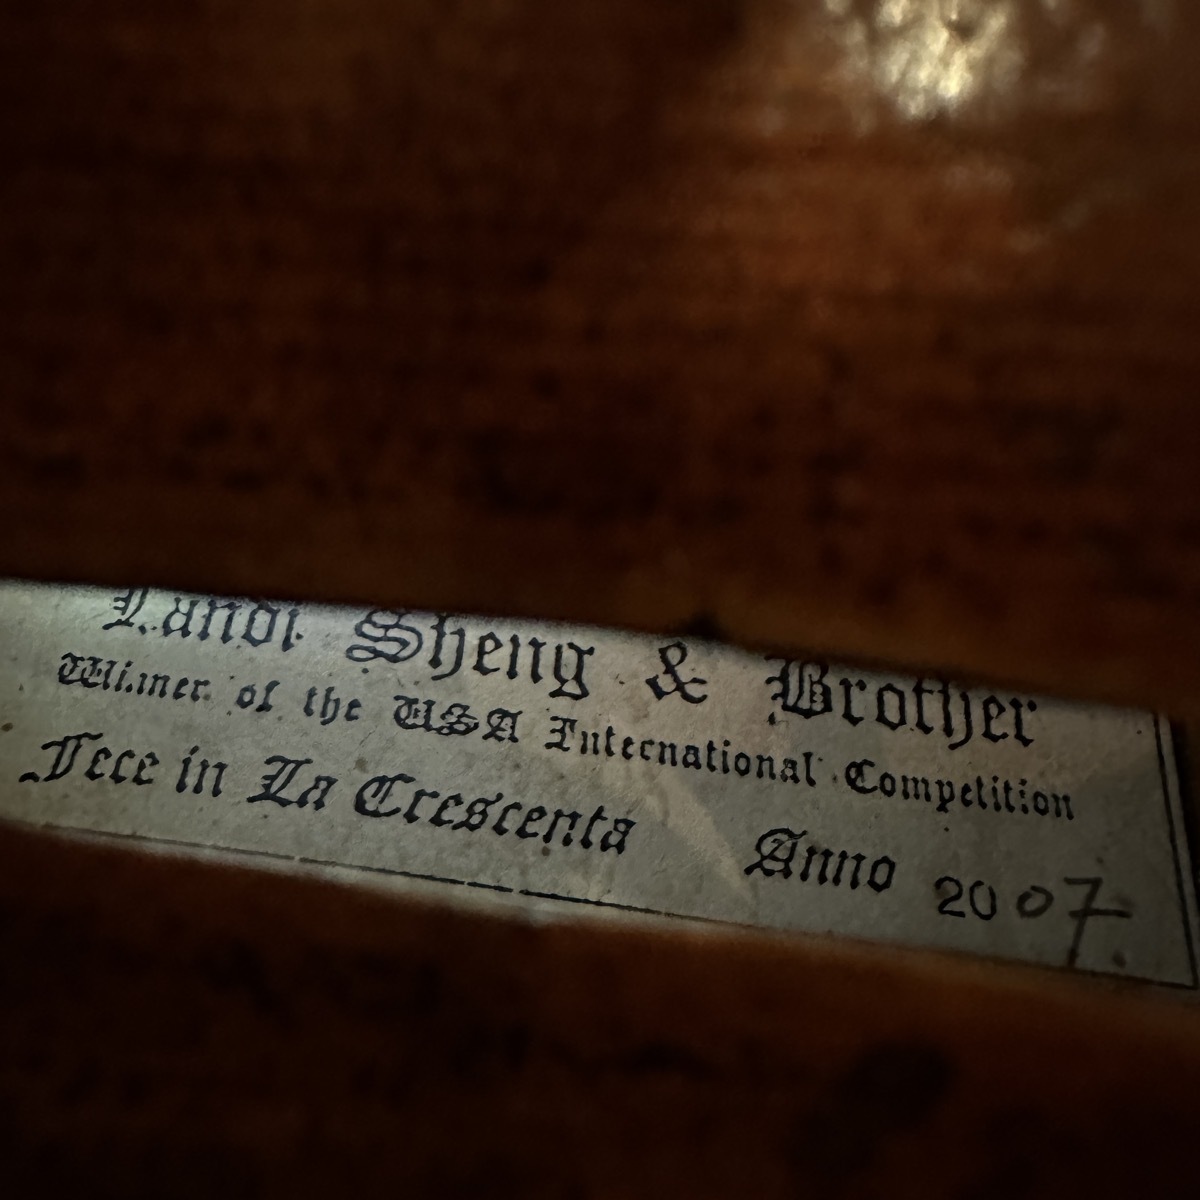 Landi Sheng & Brother
Winner of the USA International Competition
Fece in La Crescenta Anno 2007.